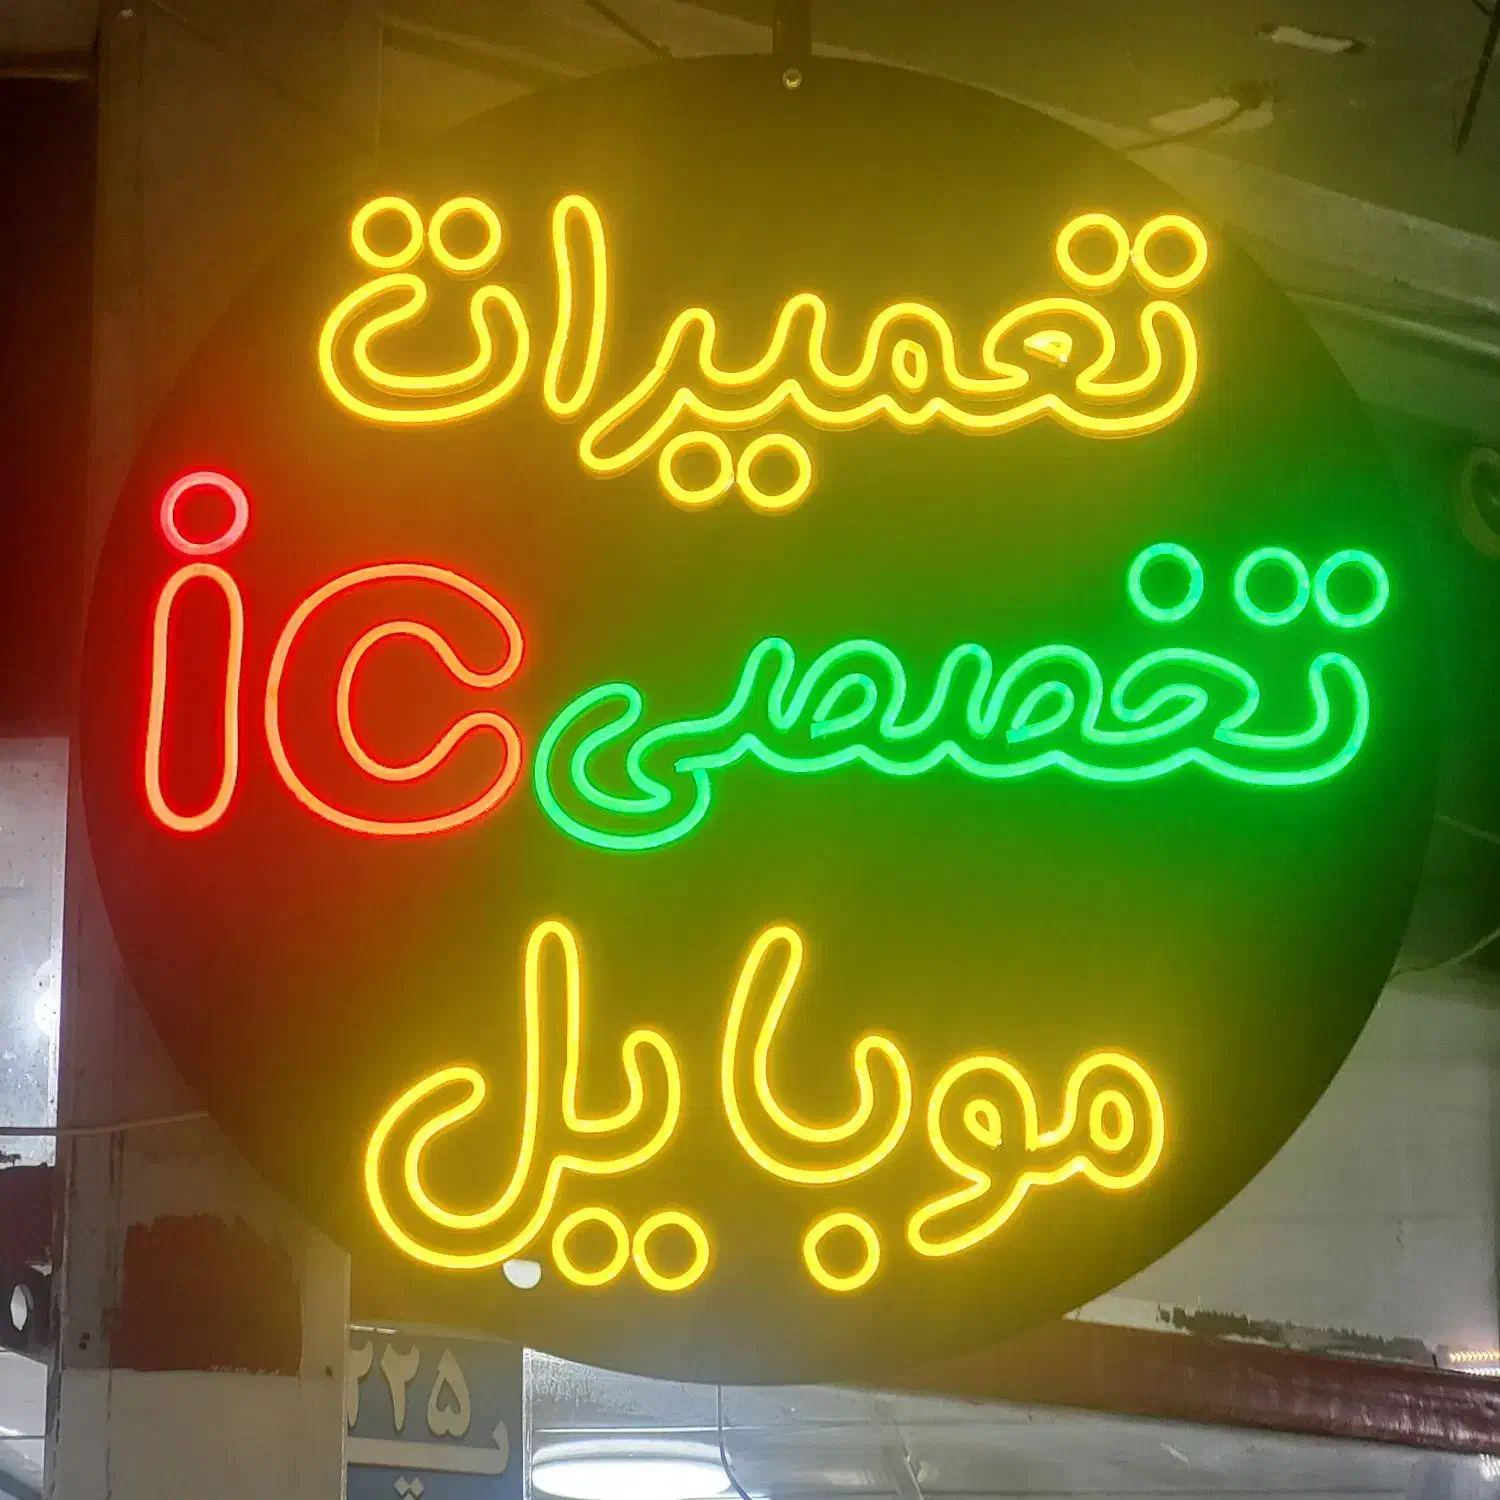 تعمیرات
تخصصی ic
موبایل
۲۲۵